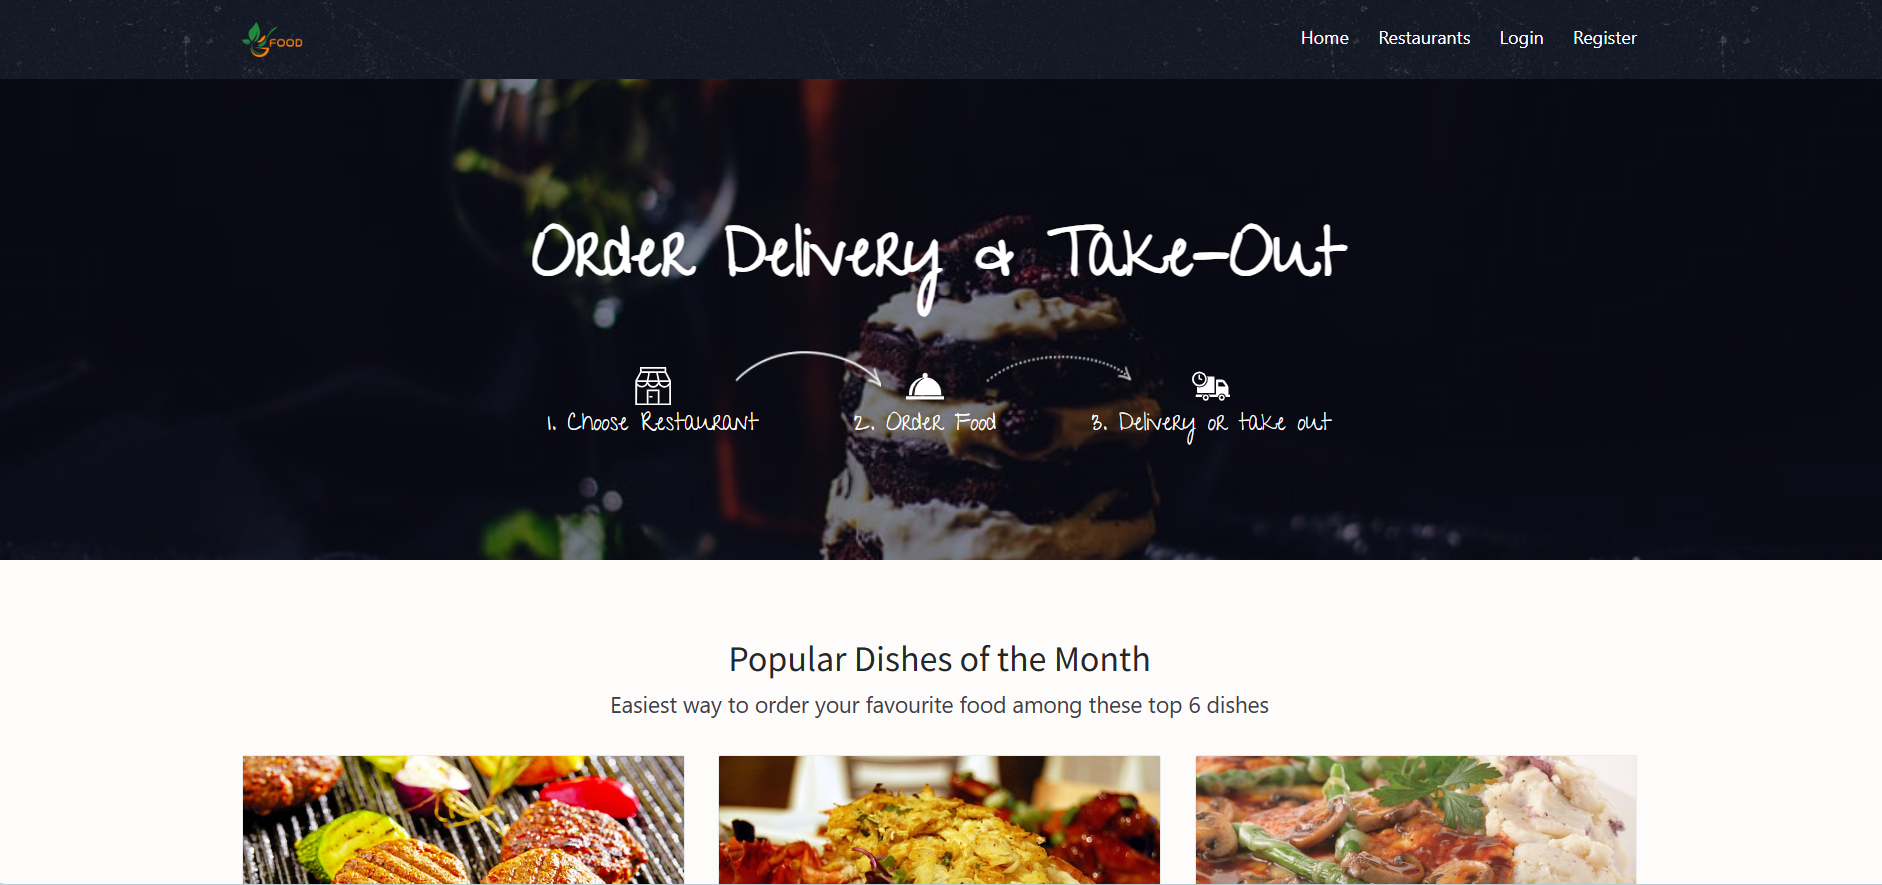 FOOD
Home Restaurants Login Register
Order Delivery & Take-Out
1. Choose Restaurant 2. Order Food 3. Delivery or take out
Popular Dishes of the Month
Easiest way to order your favourite food among these top 6 dishes